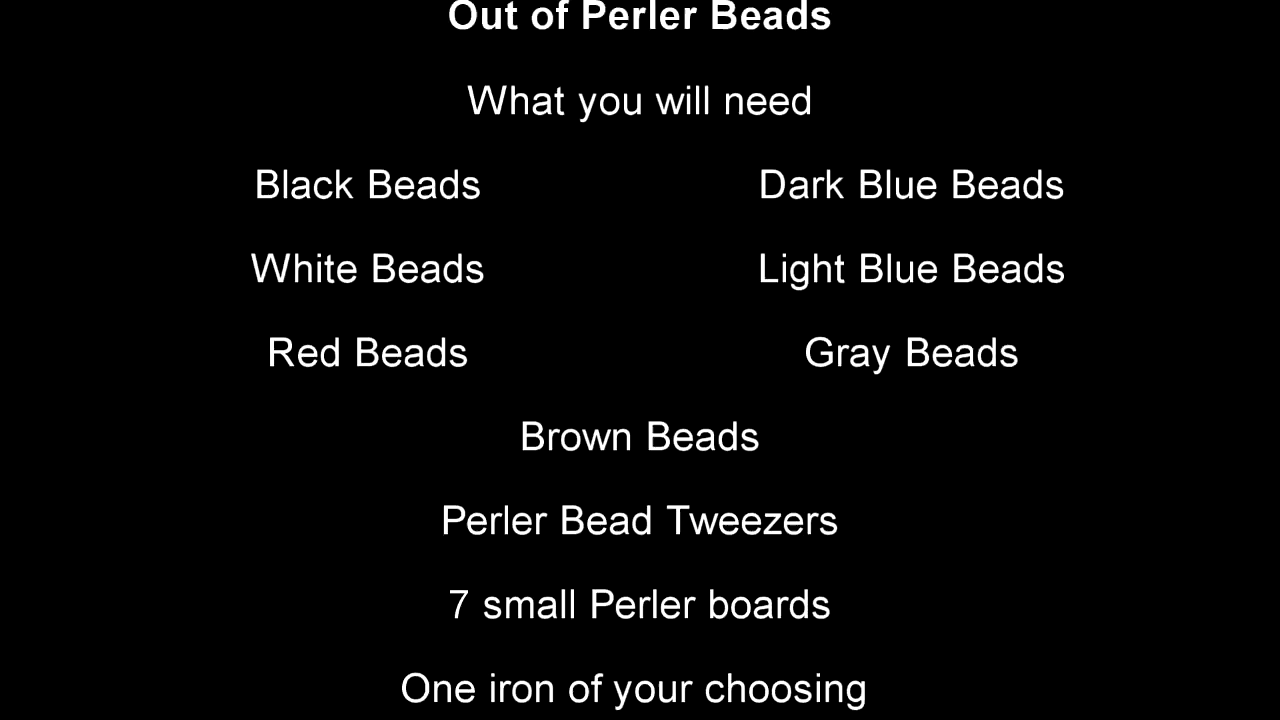 Out of Perler Beads
What you will need
Black Beads Dark Blue Beads
White Beads Light Blue Beads
Red Beads Gray Beads
Brown Beads
Perler Bead Tweezers
7 small Perler boards
One iron of your choosing